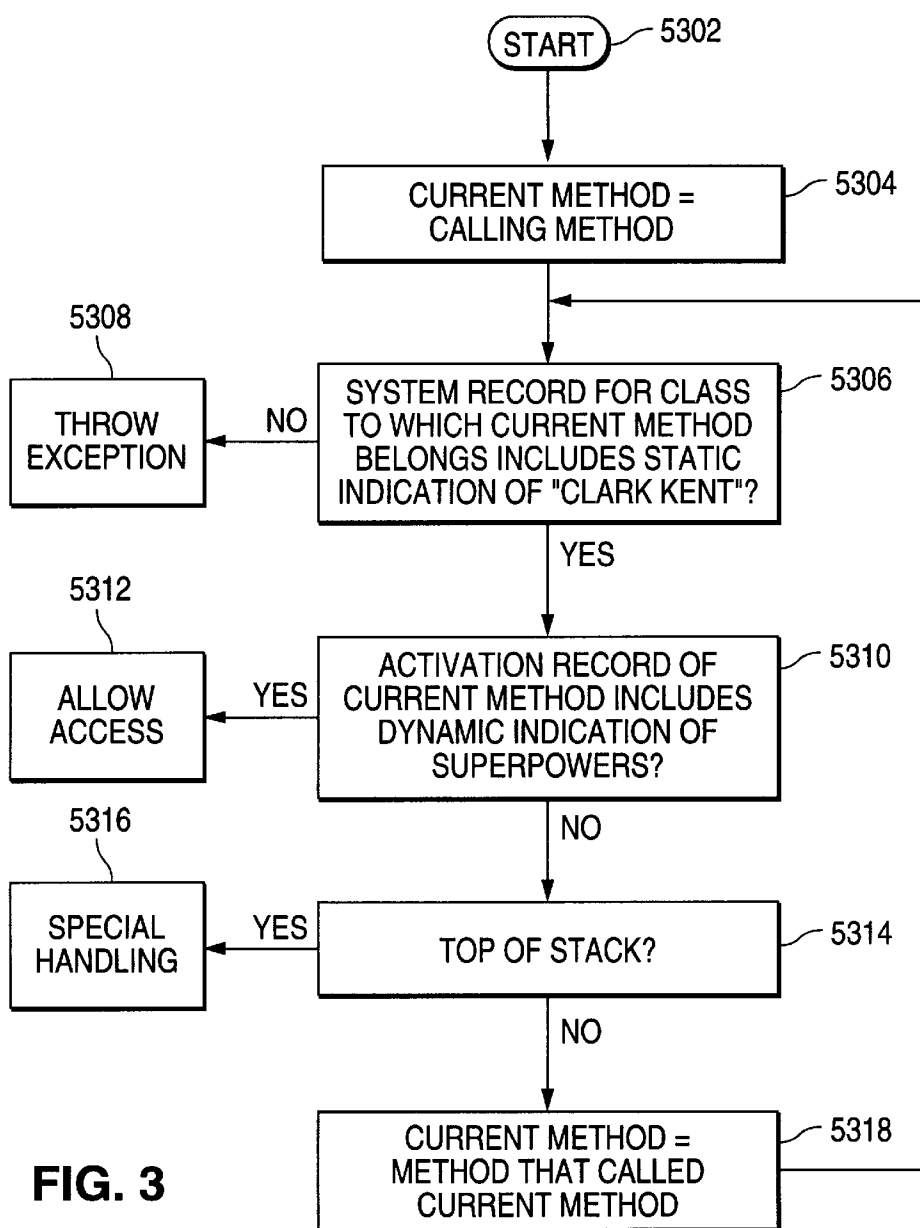 START
5302
CURRENT METHOD =
CALLING METHOD
5304
5308
THROW
EXCEPTION
NO
SYSTEM RECORD FOR CLASS
TO WHICH CURRENT METHOD
BELONGS INCLUDES STATIC
INDICATION OF "CLARK KENT"?
5306
YES
5312
ALLOW
ACCESS
YES
ACTIVATION RECORD OF
CURRENT METHOD INCLUDES
DYNAMIC INDICATION OF
SUPERPOWERS?
5310
NO
5316
SPECIAL
HANDLING
YES
TOP OF STACK?
5314
NO
CURRENT METHOD =
METHOD THAT CALLED
CURRENT METHOD
5318
FIG. 3